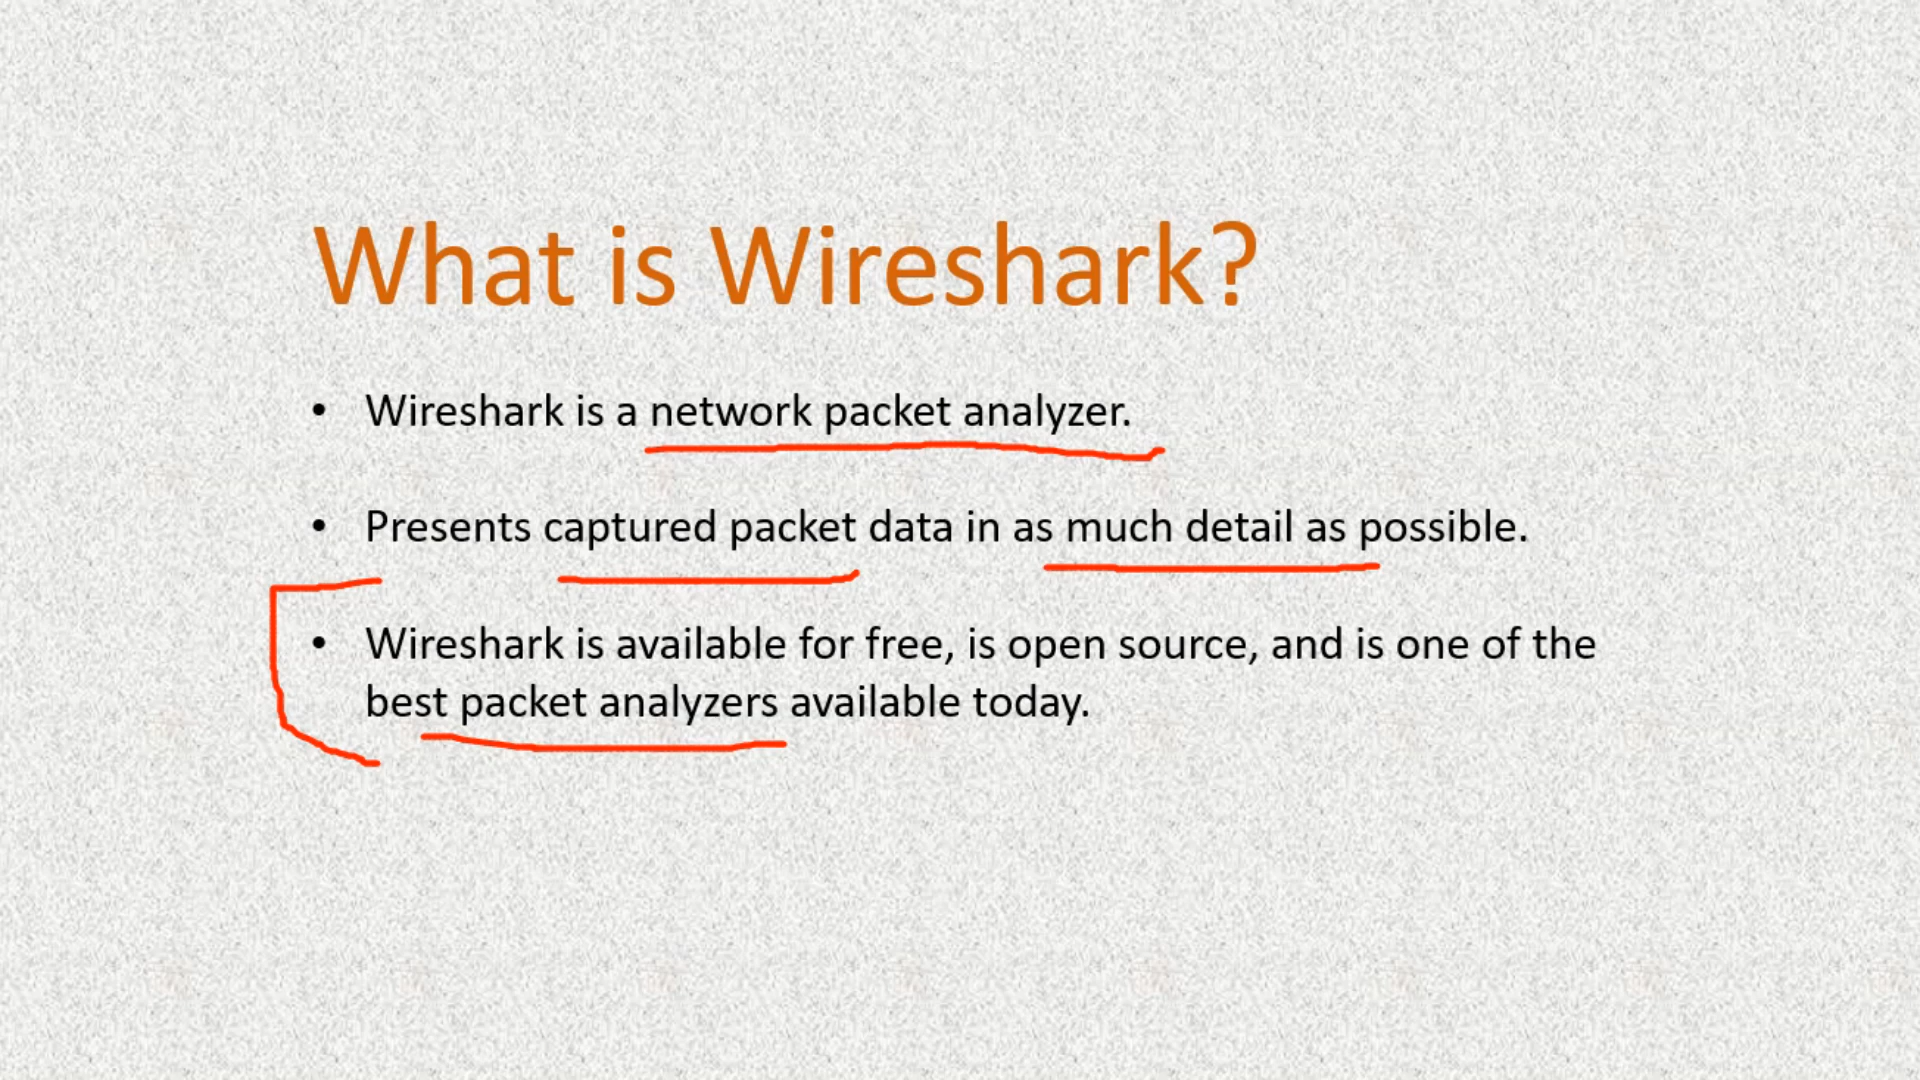 What is Wireshark?
• Wireshark is a network packet analyzer.
• Presents captured packet data in as much detail as possible.
• Wireshark is available for free, is open source, and is one of the
best packet analyzers available today.